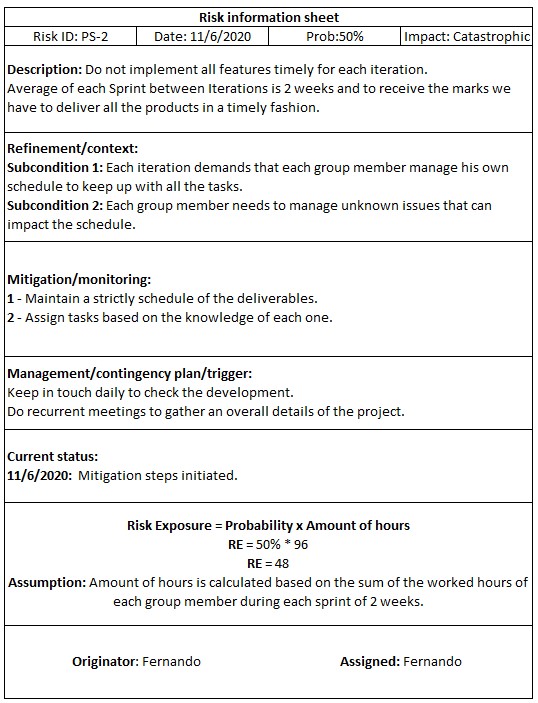 Risk information sheet
Risk ID: PS-2 Date: 11/6/2020 Prob:50% Impact: Catastrophic
Description: Do not implement all features timely for each iteration.
Average of each Sprint between Iterations is 2 weeks and to receive the marks we
have to deliver all the products in a timely fashion.
Refinement/context:
Subcondition 1: Each iteration demands that each group member manage his own
schedule to keep up with all the tasks.
Subcondition 2: Each group member needs to manage unknown issues that can
impact the schedule.
Mitigation/monitoring:
1 - Maintain a strictly schedule of the deliverables.
2 - Assign tasks based on the knowledge of each one.
Management/contingency plan/trigger:
Keep in touch daily to check the development.
Do recurrent meetings to gather an overall details of the project.
Current status:
11/6/2020: Mitigation steps initiated.
Risk Exposure = Probability x Amount of hours
RE = 50% * 96
RE = 48
Assumption: Amount of hours is calculated based on the sum of the worked hours of
each group member during each sprint of 2 weeks.
Originator: Fernando Assigned: Fernando